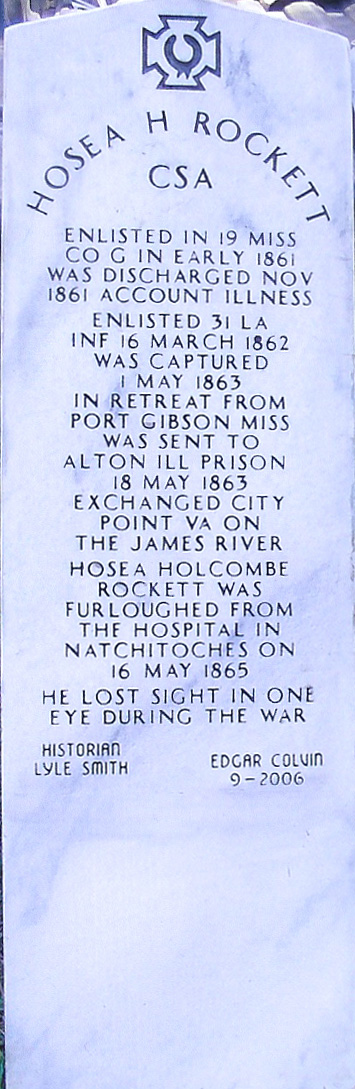 HOSEA H ROCKETT
CSA
ENLISTED IN 19 MISS
CO G IN EARLY 1861
WAS DISCHARGED NOV
1861 ACCOUNT ILLNESS
ENLISTED 31 LA
INF 16 MARCH 1862
WAS CAPTURED
1 MAY 1863
IN RETREAT FROM
PORT GIBSON MISS
WAS SENT TO
ALTON ILL PRISON
18 MAY 1863
EXCHANGED CITY
POINT VA ON
THE JAMES RIVER
HOSEA HOLCOMBE
ROCKETT WAS
FURLOUGHED FROM
THE HOSPITAL IN
NATCHITOCHES ON
16 MAY 1865
HE LOST SIGHT IN ONE
EYE DURING THE WAR
HISTORIAN
LYLE SMITH
EDGAR COLVIN
9-2006